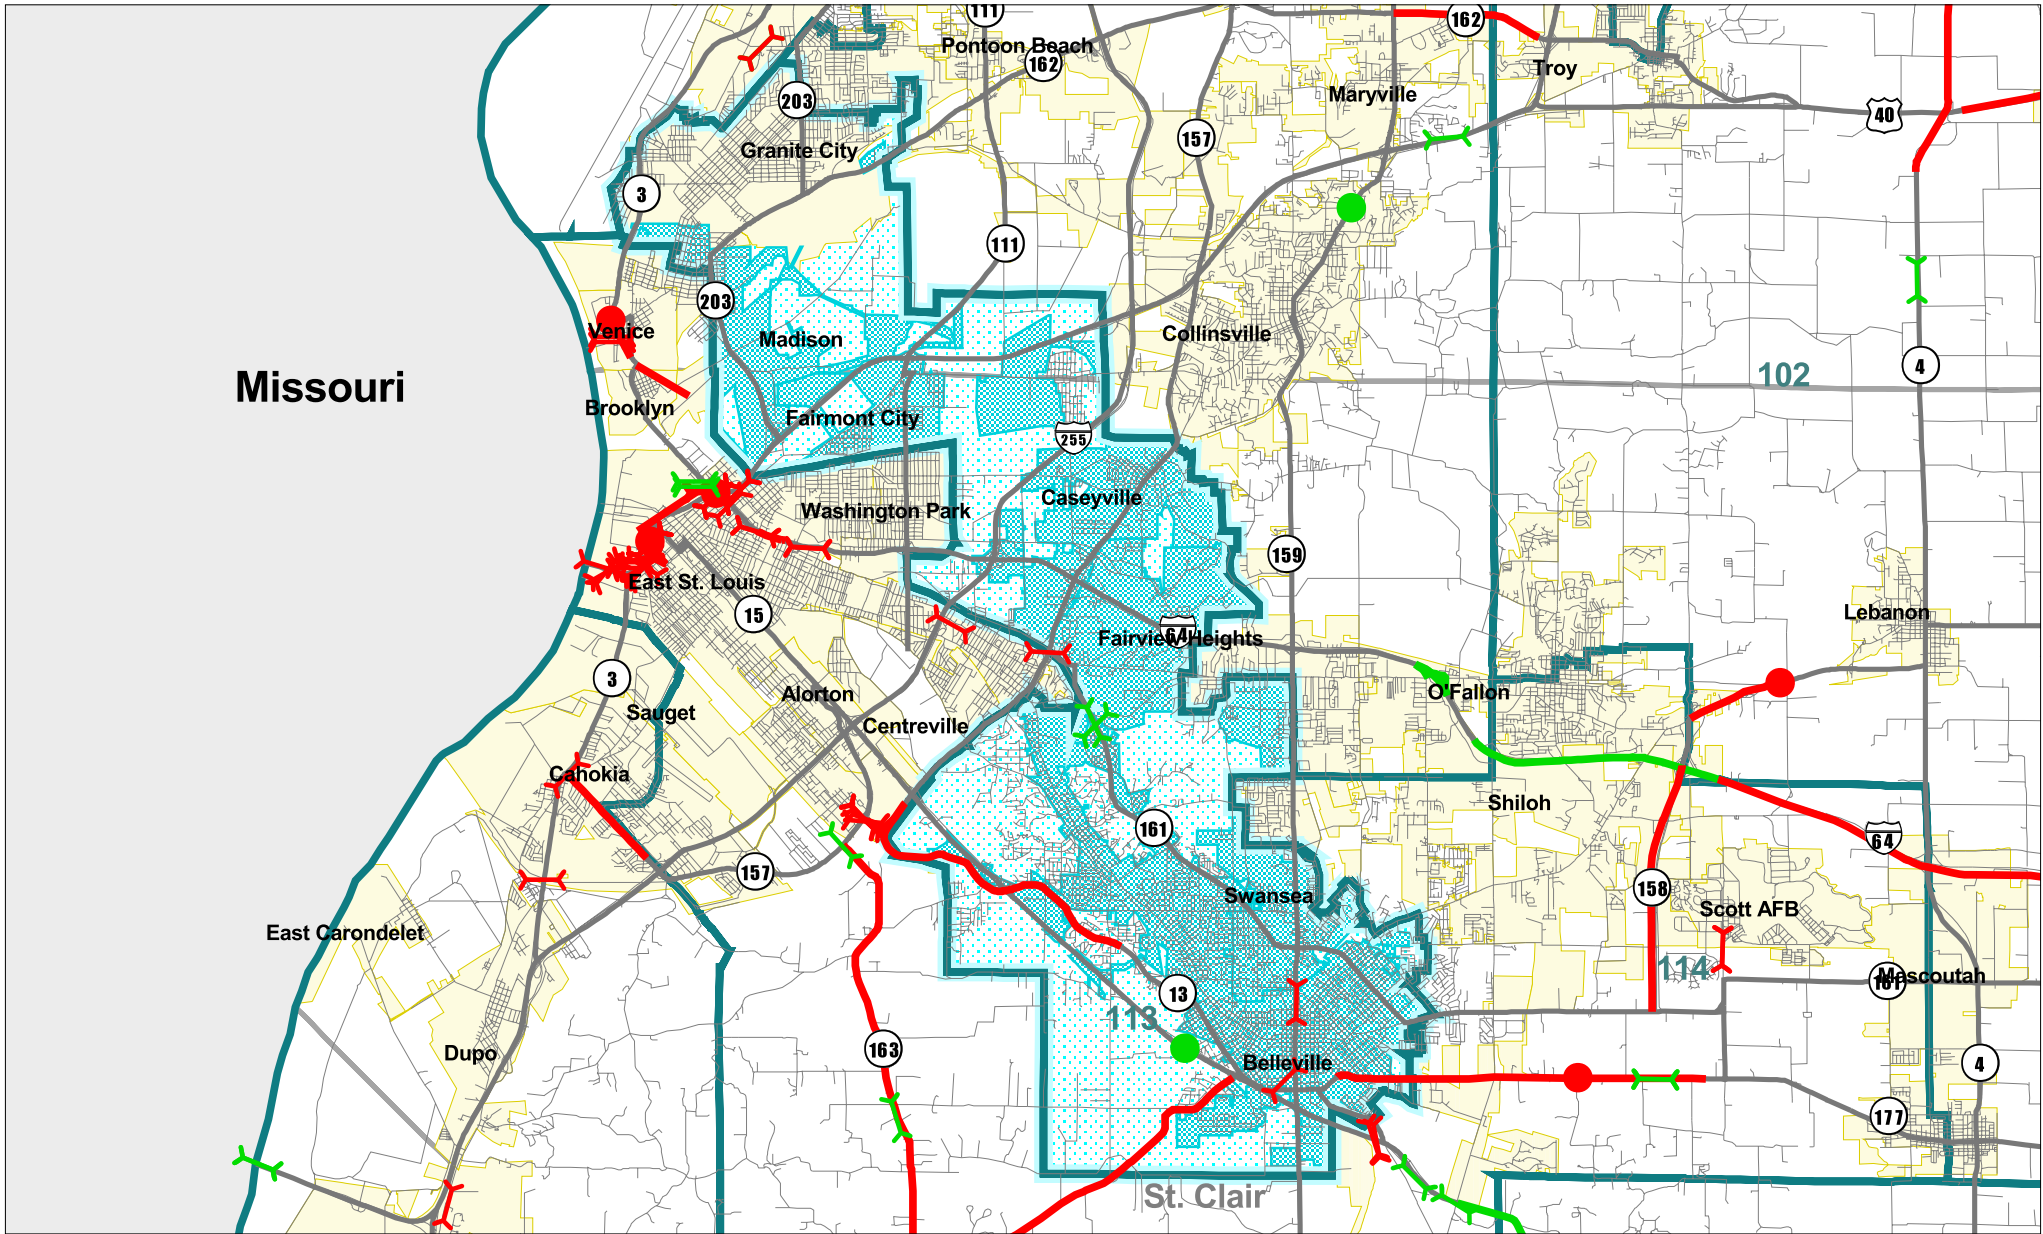 111
162
Pontoon Beach
162
Troy
Maryville
203
40
157
Granite City
3
111
203
Venice
Madison
Collinsville
4
102
Missouri
Brooklyn
Fairmont City
255
Caseyville
Washington Park
159
East St. Louis
15
Lebanon
64
Fairview Heights
3
Alorton
O'Fallon
Sauget
Centreville
Cahokia
Shiloh
161
64
157
158
Swansea
Scott AFB
East Carondelet
114
Mascoutah
161
13
113
163
Dupo
Belleville
4
177
St. Clair